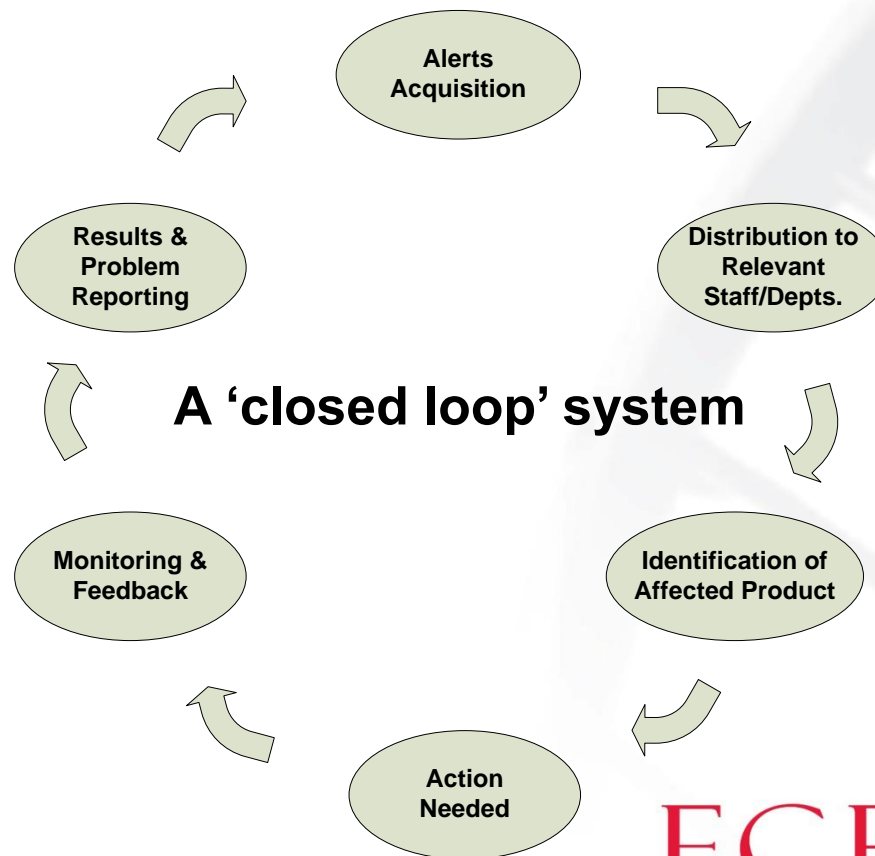 Alerts
Acquisition
Distribution to
Relevant
Staff/Depts.
Identification of
Affected Product
Action
Needed
Monitoring &
Feedback
Results &
Problem
Reporting
A ‘closed loop’ system